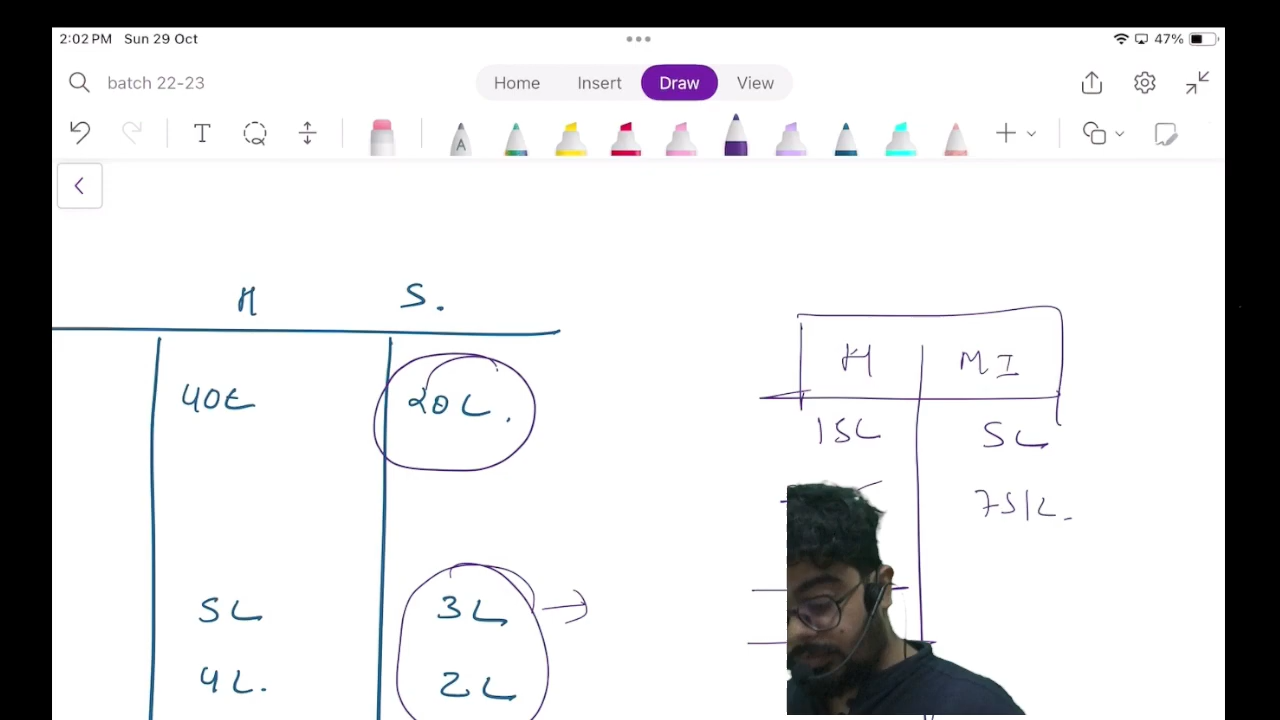 2:02 PM Sun 29 Oct
47%
batch 22-23
Home Insert Draw View
T A
H S.
40L 20L.
5L 3L
4L. 2L
H MI
15L 5L
75/L.